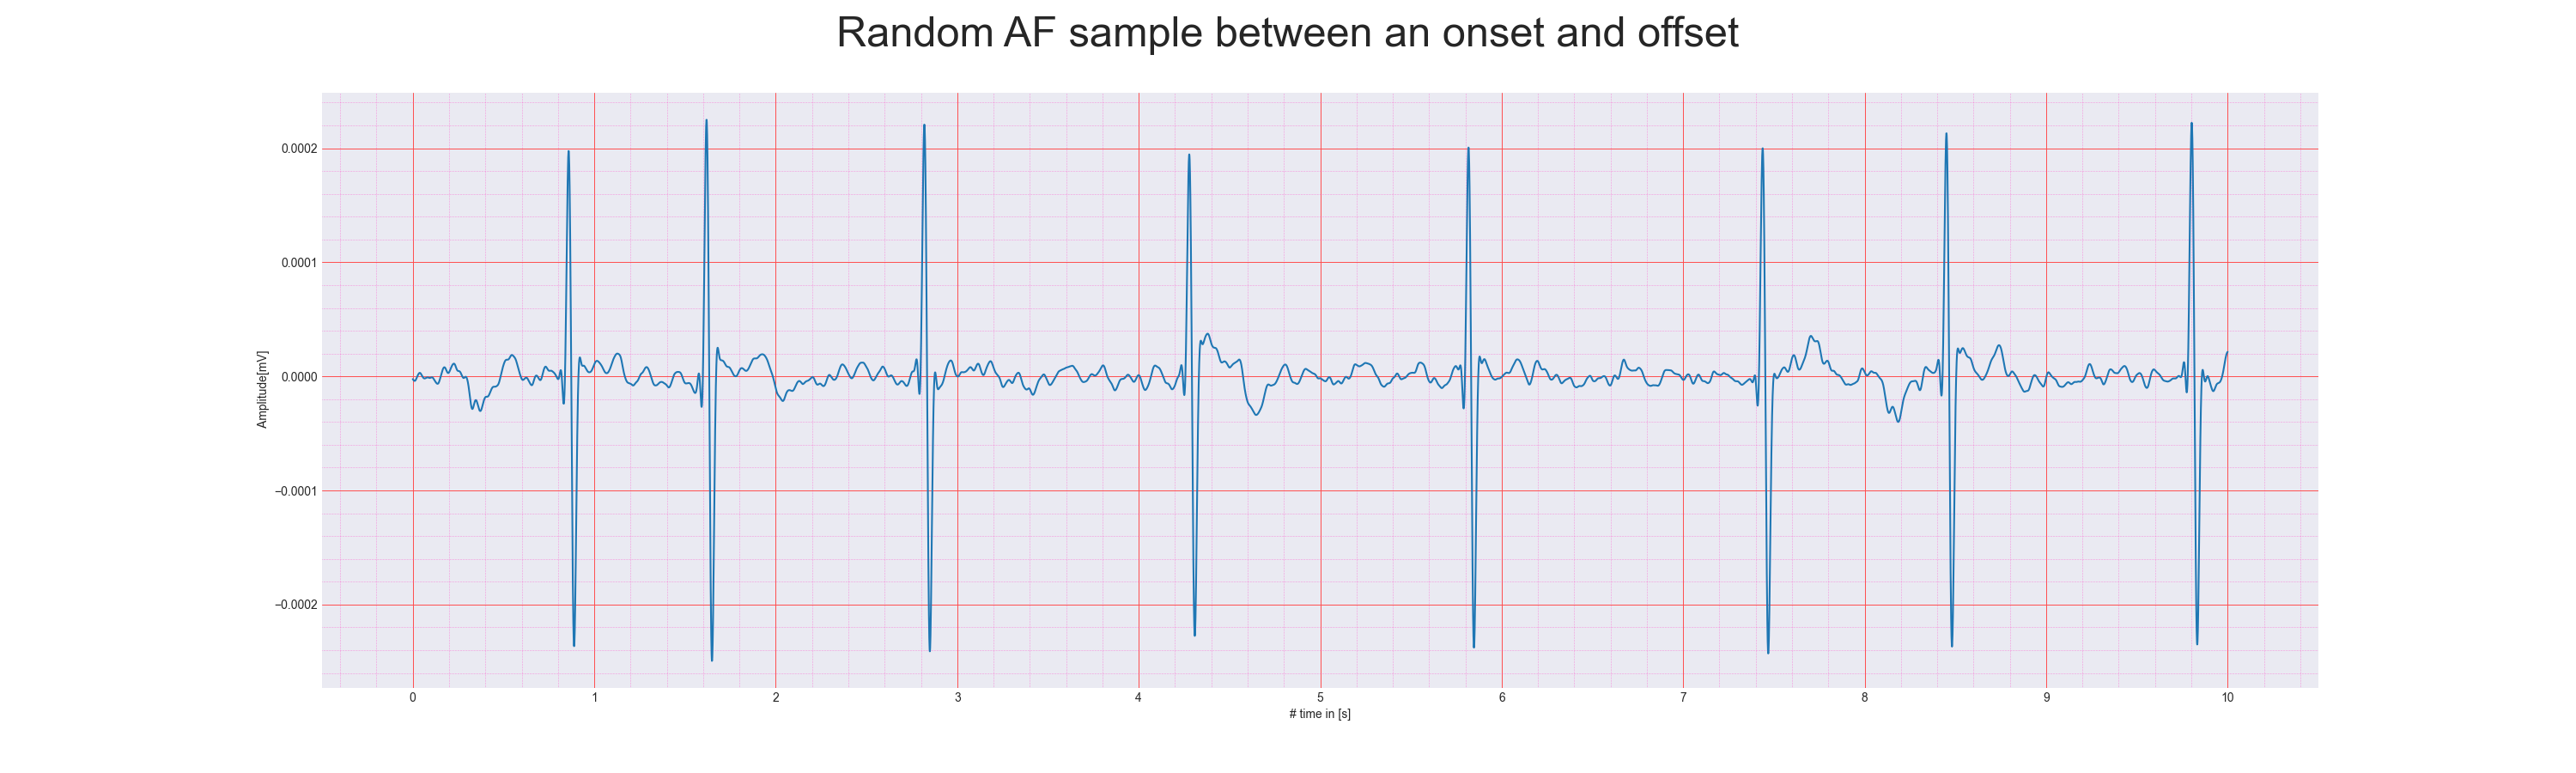 Random AF sample between an onset and offset
0.0002
0.0001
0.0000
−0.0001
−0.0002
Amplitude[mV]
0 1 2 3 4 5 6 7 8 9 10
# time in [s]